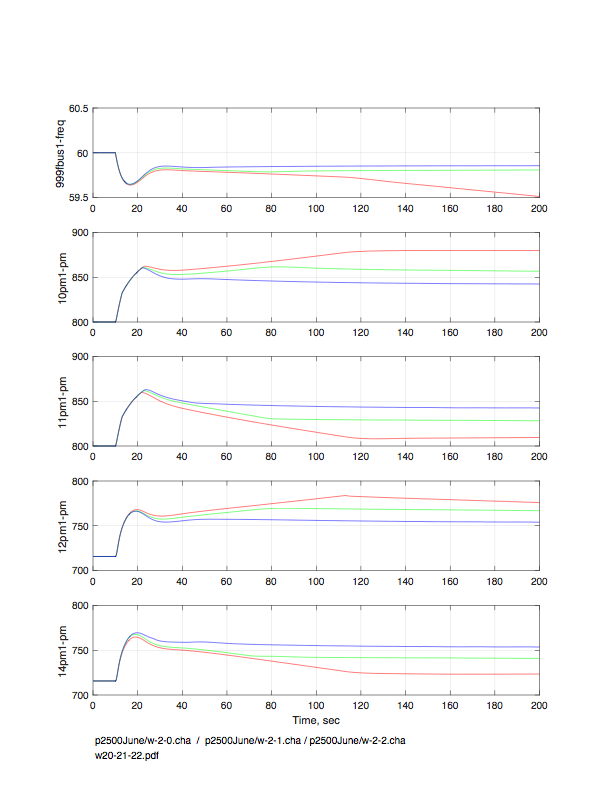 60.5
60
59.5
999fbus1-freq
0 20 40 60 80 100 120 140 160 180 200
900
850
800
10pm1-pm
0 20 40 60 80 100 120 140 160 180 200
900
850
800
11pm1-pm
0 20 40 60 80 100 120 140 160 180 200
800
750
700
12pm1-pm
0 20 40 60 80 100 120 140 160 180 200
800
750
700
14pm1-pm
0 20 40 60 80 100 120 140 160 180 200
Time, sec
p2500June/w-2-0.cha / p2500June/w-2-1.cha / p2500June/w-2-2.cha
w20-21-22.pdf